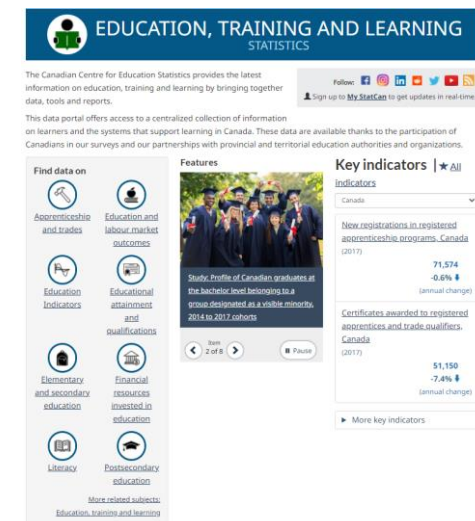 EDUCATION, TRAINING AND LEARNING
STATISTICS
The Canadian Centre for Education Statistics provides the latest
information on education, training and learning by bringing together
data, tools and reports.
Follow:
Sign up to My StatCan to get updates in real-time
This data portal offers access to a centralized collection of information
on learners and the systems that support learning in Canada. These data are available thanks to the participation of
Canadians in our surveys and our partnerships with provincial and territorial education authorities and organizations.
Find data on
Apprenticeship
and trades
Education and
labour market
outcomes
Education
Indicators
Educational
attainment
and
qualifications
Elementary
and secondary
education
Financial
resources
invested in
education
Literacy
Postsecondary
education
More related subjects:
Education, training and learning
Features
Study: Profile of Canadian graduates at
the bachelor level belonging to a
group designated as a visible minority,
2014 to 2017 cohorts
Item
2 of 8
Pause
Key indicators | ★ All
indicators
Canada
New registrations in registered
apprenticeship programs, Canada
(2017)
71,574
-0.6%
(annual change)
Certificates awarded to registered
apprentices and trade qualifiers,
Canada
(2017)
51,150
-7.4%
(annual change)
More key indicators